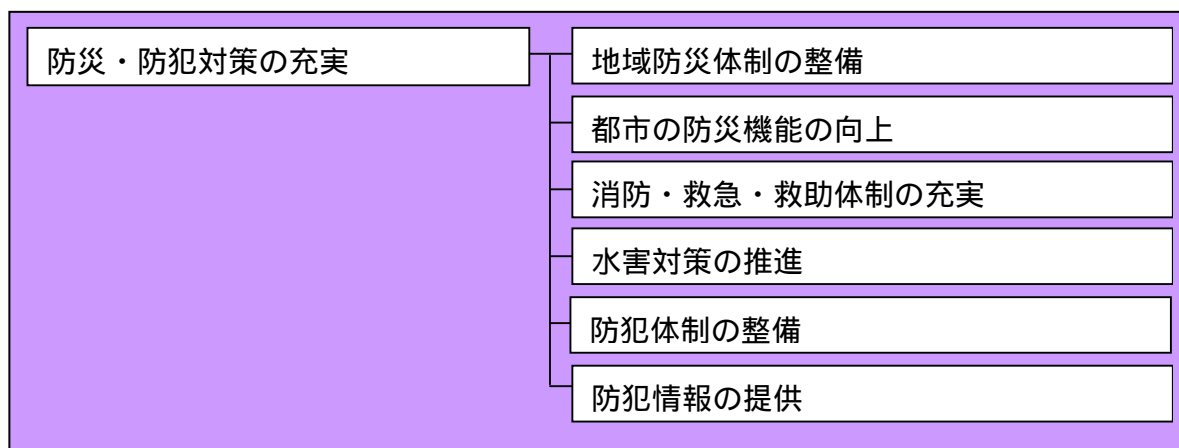 防災・防犯対策の充実
地域防災体制の整備
都市の防災機能の向上
消防・救急・救助体制の充実
水害対策の推進
防犯体制の整備
防犯情報の提供